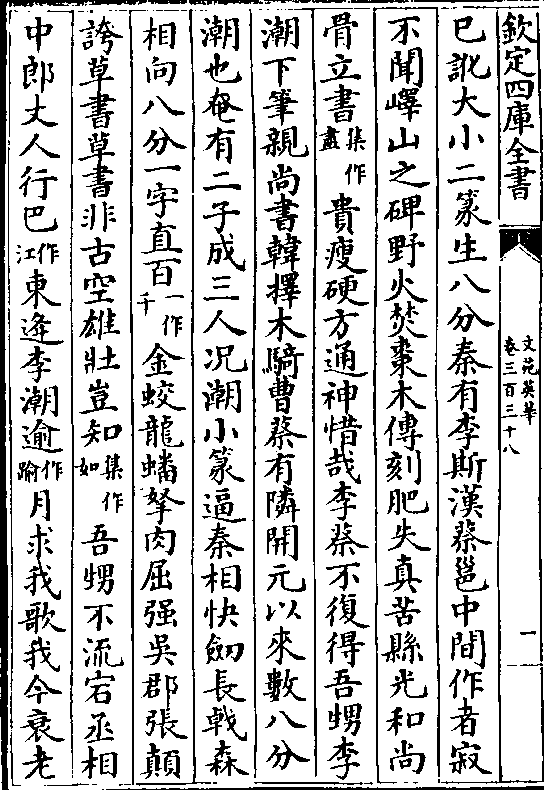 欽定四庫全書
文苑英華
卷三百三十八
一
已訛大小二篆生八分秦有李斯漢蔡邕中間作者寂
不聞嶧山之碑野火焚棗木傳刻肥失真苦縣光和尚
骨立書集作畫貴瘦硬方通神惜哉李蔡不復得吾甥李
潮下筆親尚書韓擇木騎曹蔡有隣開元以來數八分
潮也奄有二子成三人況潮小篆逼秦相快劒長戟森
相向八分一字直百一作千金蛟龍蟠拏肉屈强吳郡張顛
誇草書草書非古空雄壯豈知集作如吾甥不流宕丞相
中郎丈人行巴作江東逢李潮逾作踰月求我歌我今衰老